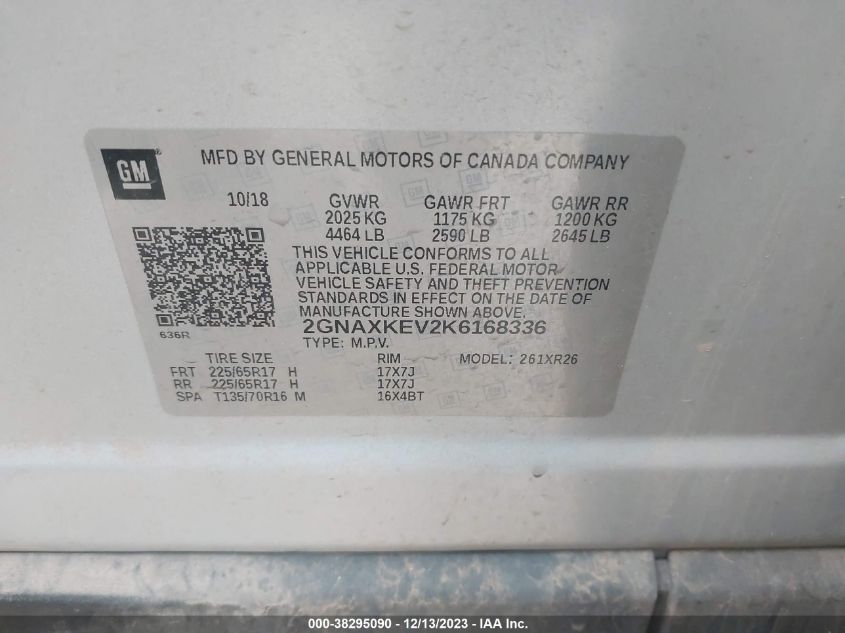 GM
MFD BY GENERAL MOTORS OF CANADA COMPANY
10/18 GVWR GAWR FRT GAWR RR
2025 KG 1175 KG 1200 KG
4464 LB 2590 LB 2645 LB
THIS VEHICLE CONFORMS TO ALL
APPLICABLE U.S. FEDERAL MOTOR
VEHICLE SAFETY AND THEFT PREVENTION
STANDARDS IN EFFECT ON THE DATE OF
MANUFACTURE SHOWN ABOVE.
636R
2GNAXKEV2K6168336
TYPE: M.P.V.
TIRE SIZE RIM MODEL: 261XR26
FRT 225/65R17 H 17X7J
RR 225/65R17 H 17X7J
SPA T135/70R16 M 16X4BT
000-38295090 - 12/13/2023 - IAA Inc.